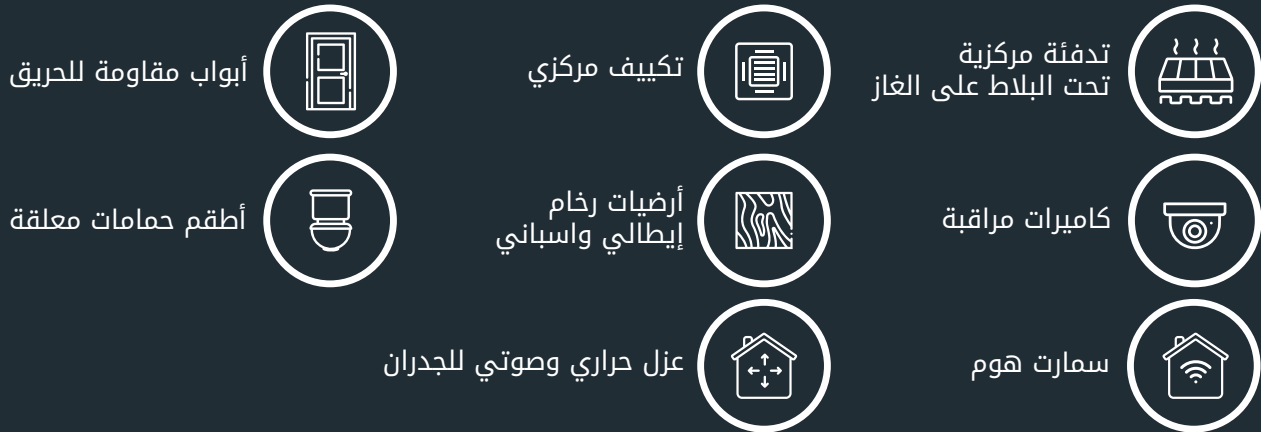 تدفئة مركزية
تحت البلاط على الغاز
تكييف مركزي
أبواب مقاومة للحريق
كاميرات مراقبة
أرضيات رخام
إيطالي واسباني
أطقم حمامات معلقة
سمارت هوم
عزل حراري وصوتي للجدران